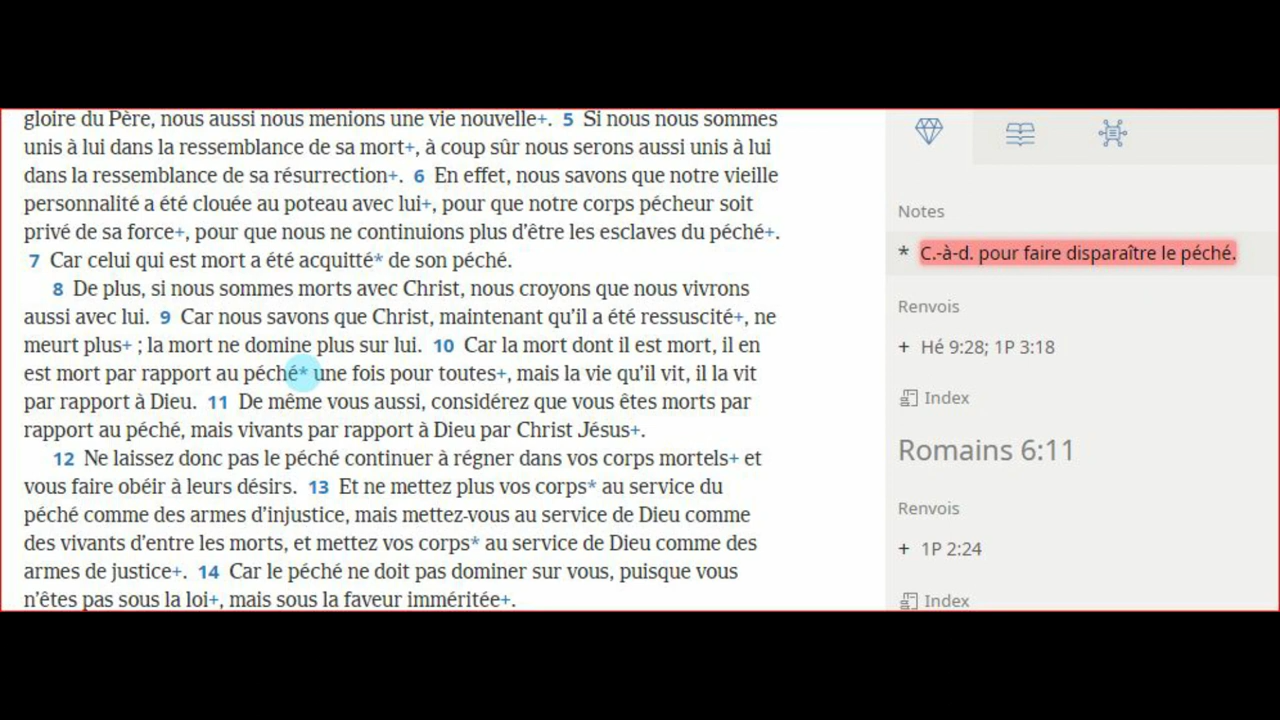 gloire du Père, nous aussi nous menions une vie nouvelle+. 5 Si nous nous sommes
unis à lui dans la ressemblance de sa mort+, à coup sûr nous serons aussi unis à lui
dans la ressemblance de sa résurrection+. 6 En effet, nous savons que notre vieille
personnalité a été clouée au poteau avec lui+, pour que notre corps pécheur soit
privé de sa force+, pour que nous ne continuions plus d’être les esclaves du péché+.
7 Car celui qui est mort a été acquitté* de son péché.
8 De plus, si nous sommes morts avec Christ, nous croyons que nous vivrons
aussi avec lui. 9 Car nous savons que Christ, maintenant qu’il a été ressuscité+, ne
meurt plus+ ; la mort ne domine plus sur lui. 10 Car la mort dont il est mort, il en
est mort par rapport au péché* une fois pour toutes+, mais la vie qu’il vit, il la vit
par rapport à Dieu. 11 De même vous aussi, considérez que vous êtes morts par
rapport au péché, mais vivants par rapport à Dieu par Christ Jésus+.
12 Ne laissez donc pas le péché continuer à régner dans vos corps mortels+ et
vous faire obéir à leurs désirs. 13 Et ne mettez plus vos corps* au service du
péché comme des armes d’injustice, mais mettez-vous au service de Dieu comme
des vivants d’entre les morts, et mettez vos corps* au service de Dieu comme des
armes de justice+. 14 Car le péché ne doit pas dominer sur vous, puisque vous
n’êtes pas sous la loi+, mais sous la faveur imméritée+.
Notes
* C.-à-d. pour faire disparaître le péché.
Renvois
+ Hé 9:28; 1P 3:18
Index
Romains 6:11
Renvois
+ 1P 2:24
Index